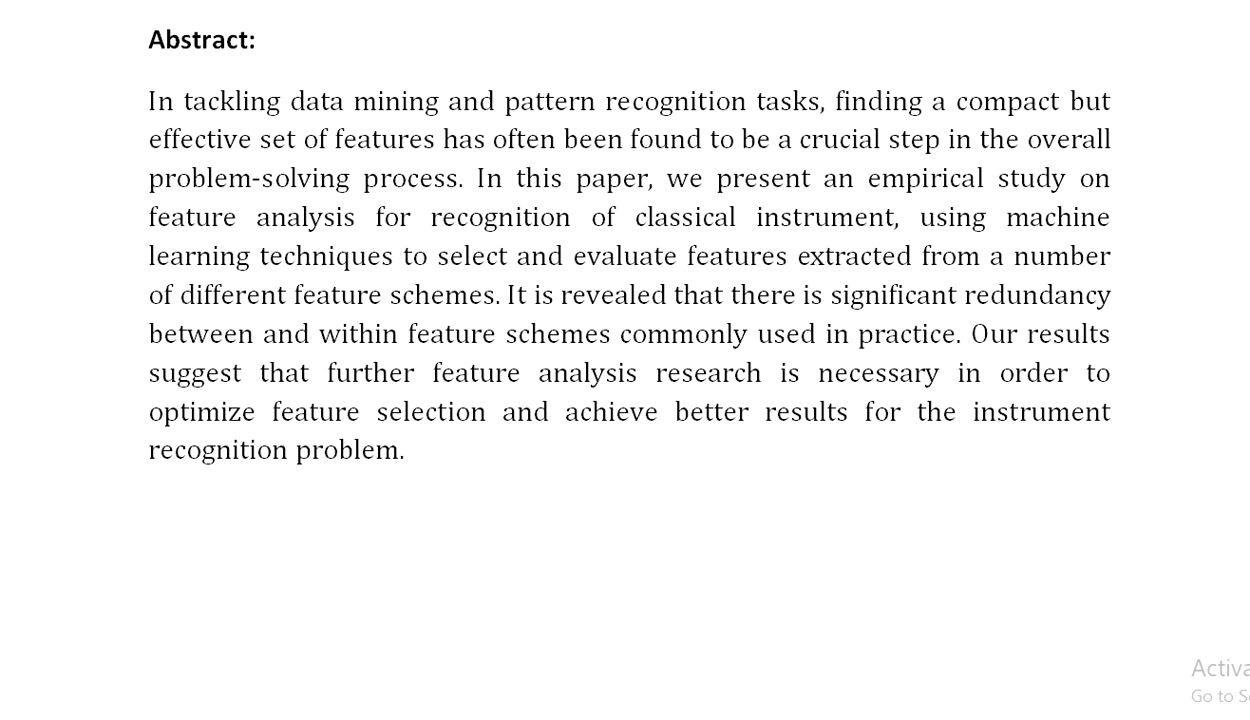 Abstract:
In tackling data mining and pattern recognition tasks, finding a compact but
effective set of features has often been found to be a crucial step in the overall
problem-solving process. In this paper, we present an empirical study on
feature analysis for recognition of classical instrument, using machine
learning techniques to select and evaluate features extracted from a number
of different feature schemes. It is revealed that there is significant redundancy
between and within feature schemes commonly used in practice. Our results
suggest that further feature analysis research is necessary in order to
optimize feature selection and achieve better results for the instrument
recognition problem.
Activa
Go to S